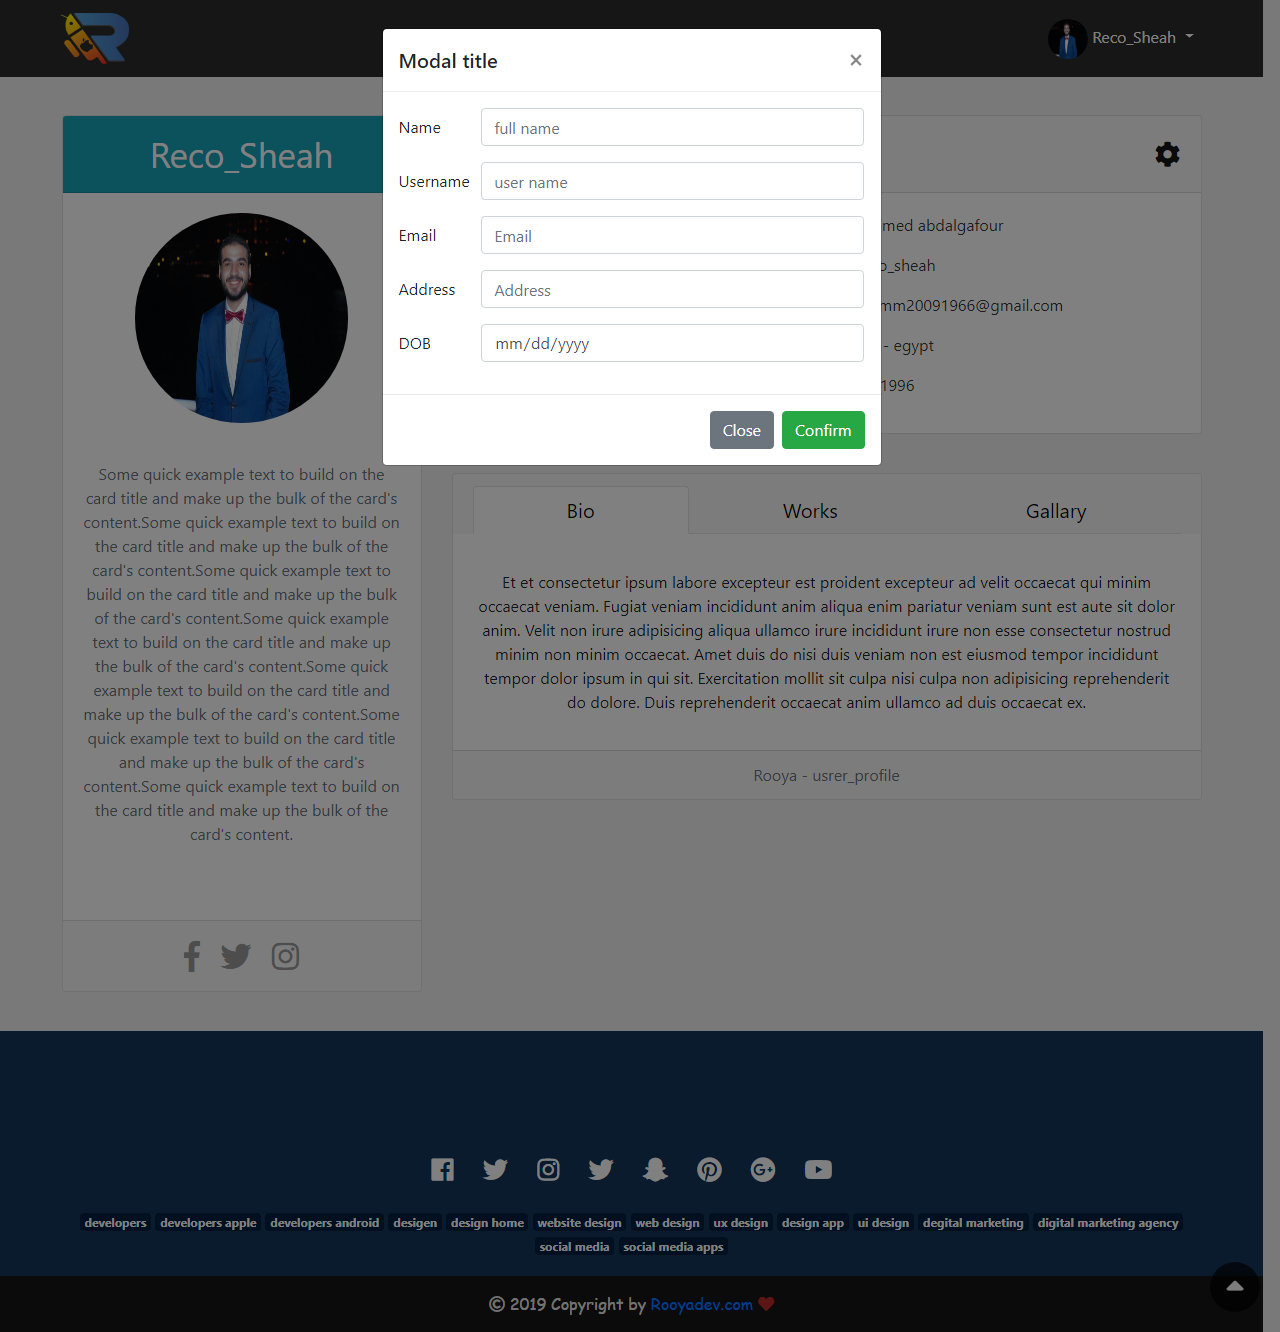 Reco_Sheah
Modal title
×
Name
full name
Username
user name
Email
Email
Address
Address
DOB
mm/dd/yyyy
Close
Confirm
Reco_Sheah
Some quick example text to build on the
card title and make up the bulk of the card's
content.Some quick example text to build on
the card title and make up the bulk of the
card's content.Some quick example text to
build on the card title and make up the bulk
of the card's content.Some quick example
text to build on the card title and make up
the bulk of the card's content.Some quick
example text to build on the card title and
make up the bulk of the card's content.Some
quick example text to build on the card title
and make up the bulk of the card's
content.Some quick example text to build on
the card title and make up the bulk of the
card's content.
abdalgafour
mm20091966@gmail.com
- egypt
1996
Bio
Works
Gallary
Et et consectetur ipsum labore excepteur est proident excepteur ad velit occaecat qui minim
occaecat veniam. Fugiat veniam incididunt anim aliqua enim pariatur veniam sunt est aute sit dolor
anim. Velit non irure adipisicing aliqua ullamco irure incididunt irure non esse consectetur nostrud
minim non minim occaecat. Amet duis do nisi duis veniam non est eiusmod tempor incididunt
tempor dolor ipsum in qui sit. Exercitation mollit sit culpa nisi culpa non adipisicing reprehenderit
do dolore. Duis reprehenderit occaecat anim ullamco ad duis occaecat ex.
Rooya - usrer_profile
developers developers apple developers android desigen design home website design web design ux design design app ui design degital marketing digital marketing agency
social media social media apps
© 2019 Copyright by Rooyadev.com ❤